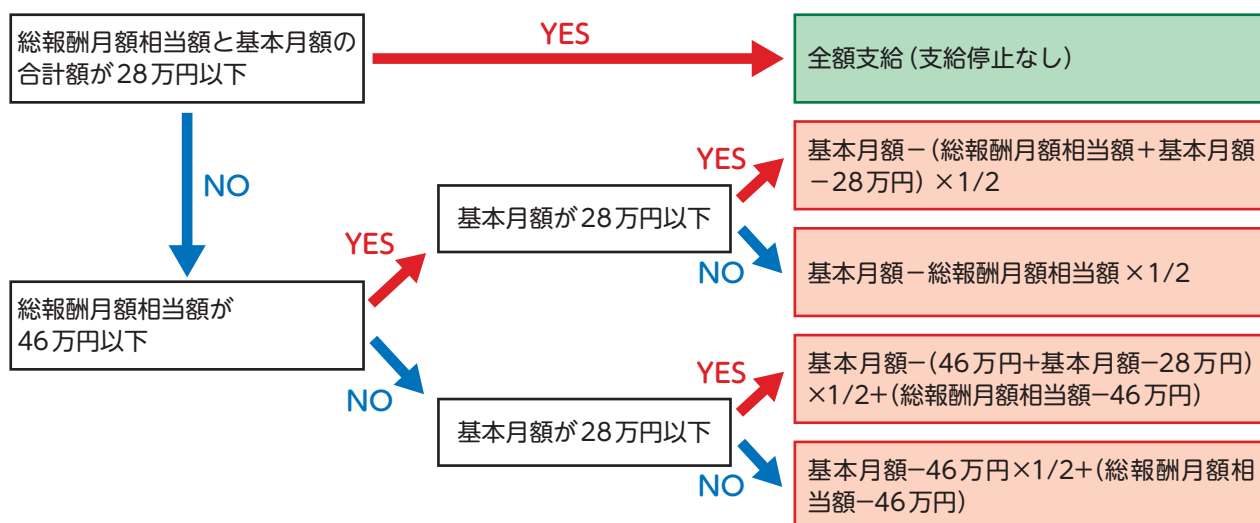 総報酬月額相当額と基本月額の
合計額が28万円以下
YES
全額支給(支給停止なし)
NO
総報酬月額相当額が
46万円以下
YES
基本月額が28万円以下
YES
基本月額－(総報酬月額相当額＋基本月額
－28万円) ×1/2
NO
基本月額－総報酬月額相当額×1/2
NO
基本月額が28万円以下
YES
基本月額−(46万円+基本月額−28万円)
×1/2+(総報酬月額相当額−46万円)
NO
基本月額−46万円×1/2+(総報酬月額相
当額−46万円)